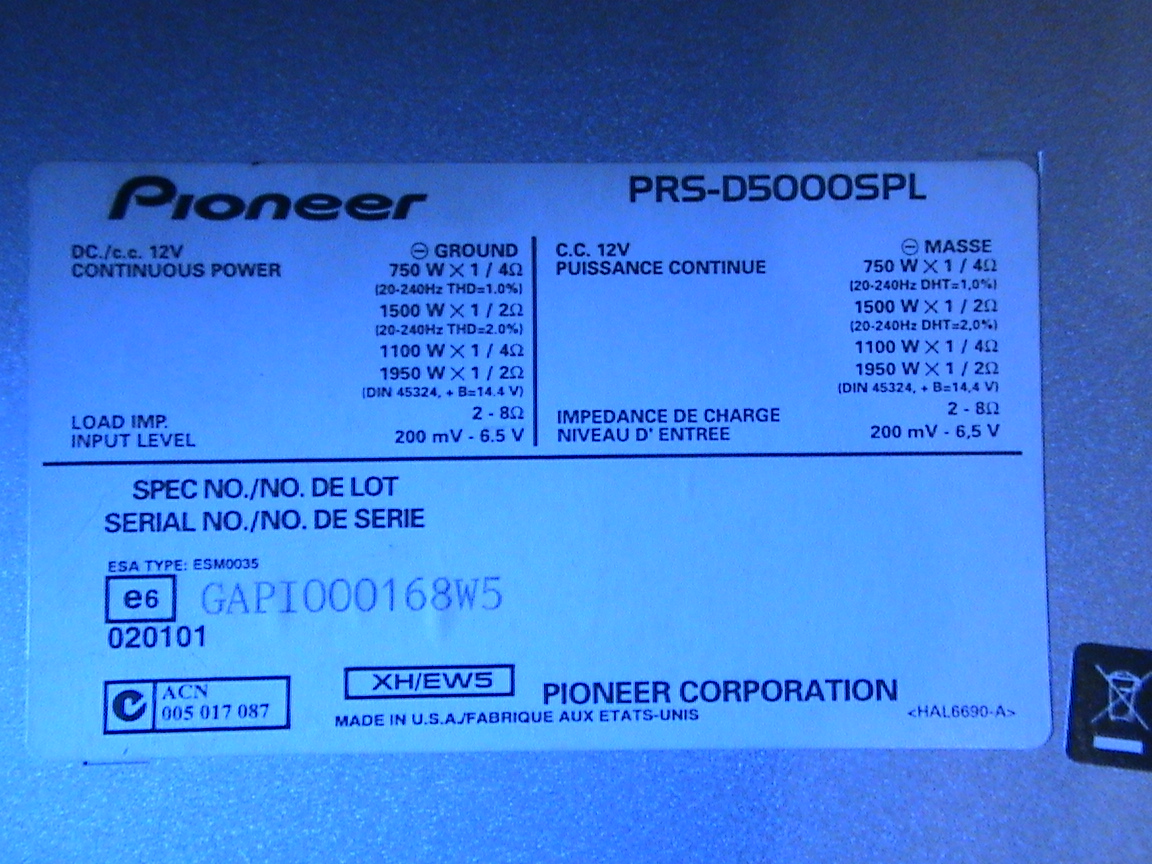 Pioneer
PRS-D5000SPL
DC./c.c. 12V
CONTINUOUS POWER
⊖ GROUND
750 W X 1 / 4Ω
(20-240Hz THD=1.0%)
1500 W X 1 / 2Ω
(20-240Hz THD=2.0%)
1100 W X 1 / 4Ω
1950 W X 1 / 2Ω
(DIN 45324, + B=14.4 V)
LOAD IMP. 2 - 8Ω
INPUT LEVEL 200 mV - 6.5 V
C.C. 12V
PUISSANCE CONTINUE
⊖ MASSE
750 W X 1 / 4Ω
(20-240Hz DHT=1,0%)
1500 W X 1 / 2Ω
(20-240Hz DHT=2,0%)
1100 W X 1 / 4Ω
1950 W X 1 / 2Ω
(DIN 45324, + B=14,4 V)
IMPEDANCE DE CHARGE 2 - 8Ω
NIVEAU D' ENTREE 200 mV - 6,5 V
SPEC NO./NO. DE LOT
SERIAL NO./NO. DE SERIE
ESA TYPE: ESM0035
e6 GAPI000168W5
020101
ACN
005 017 087
XH/EW5
PIONEER CORPORATION
MADE IN U.S.A./FABRIQUE AUX ETATS-UNIS
<HAL6690-A>